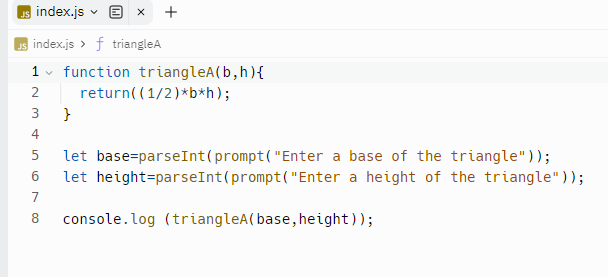 JS index.js
JS index.js > f triangleA
1 function triangleA(b,h){
2   return((1/2)*b*h);
3 }
4
5 let base=parseInt(prompt("Enter a base of the triangle"));
6 let height=parseInt(prompt("Enter a height of the triangle"));
7
8 console.log (triangleA(base,height));